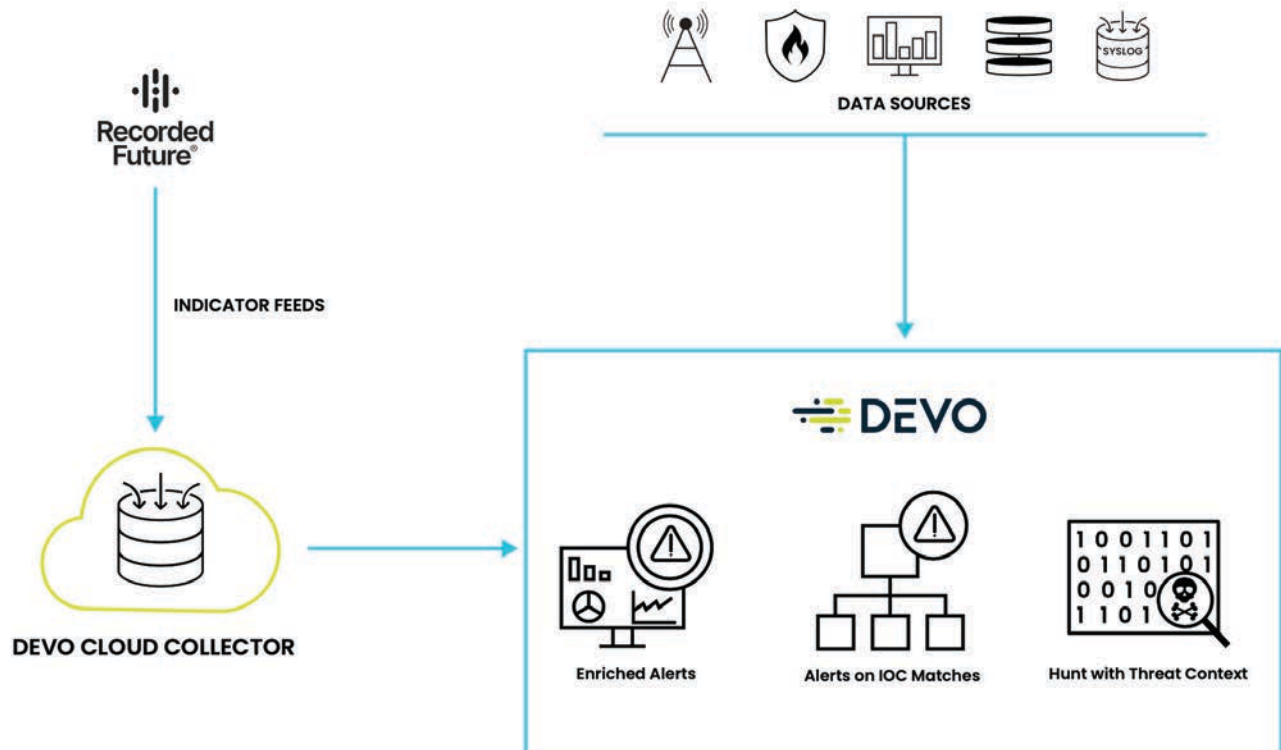 SYSLOG
DATA SOURCES
Recorded
Future®
INDICATOR FEEDS
DEVO
1 0 0 1 1 0 1
0 1 1 0 1 0 1
0 0 1 0
1 1 0 1
DEVO CLOUD COLLECTOR
Enriched Alerts
Alerts on IOC Matches
Hunt with Threat Context